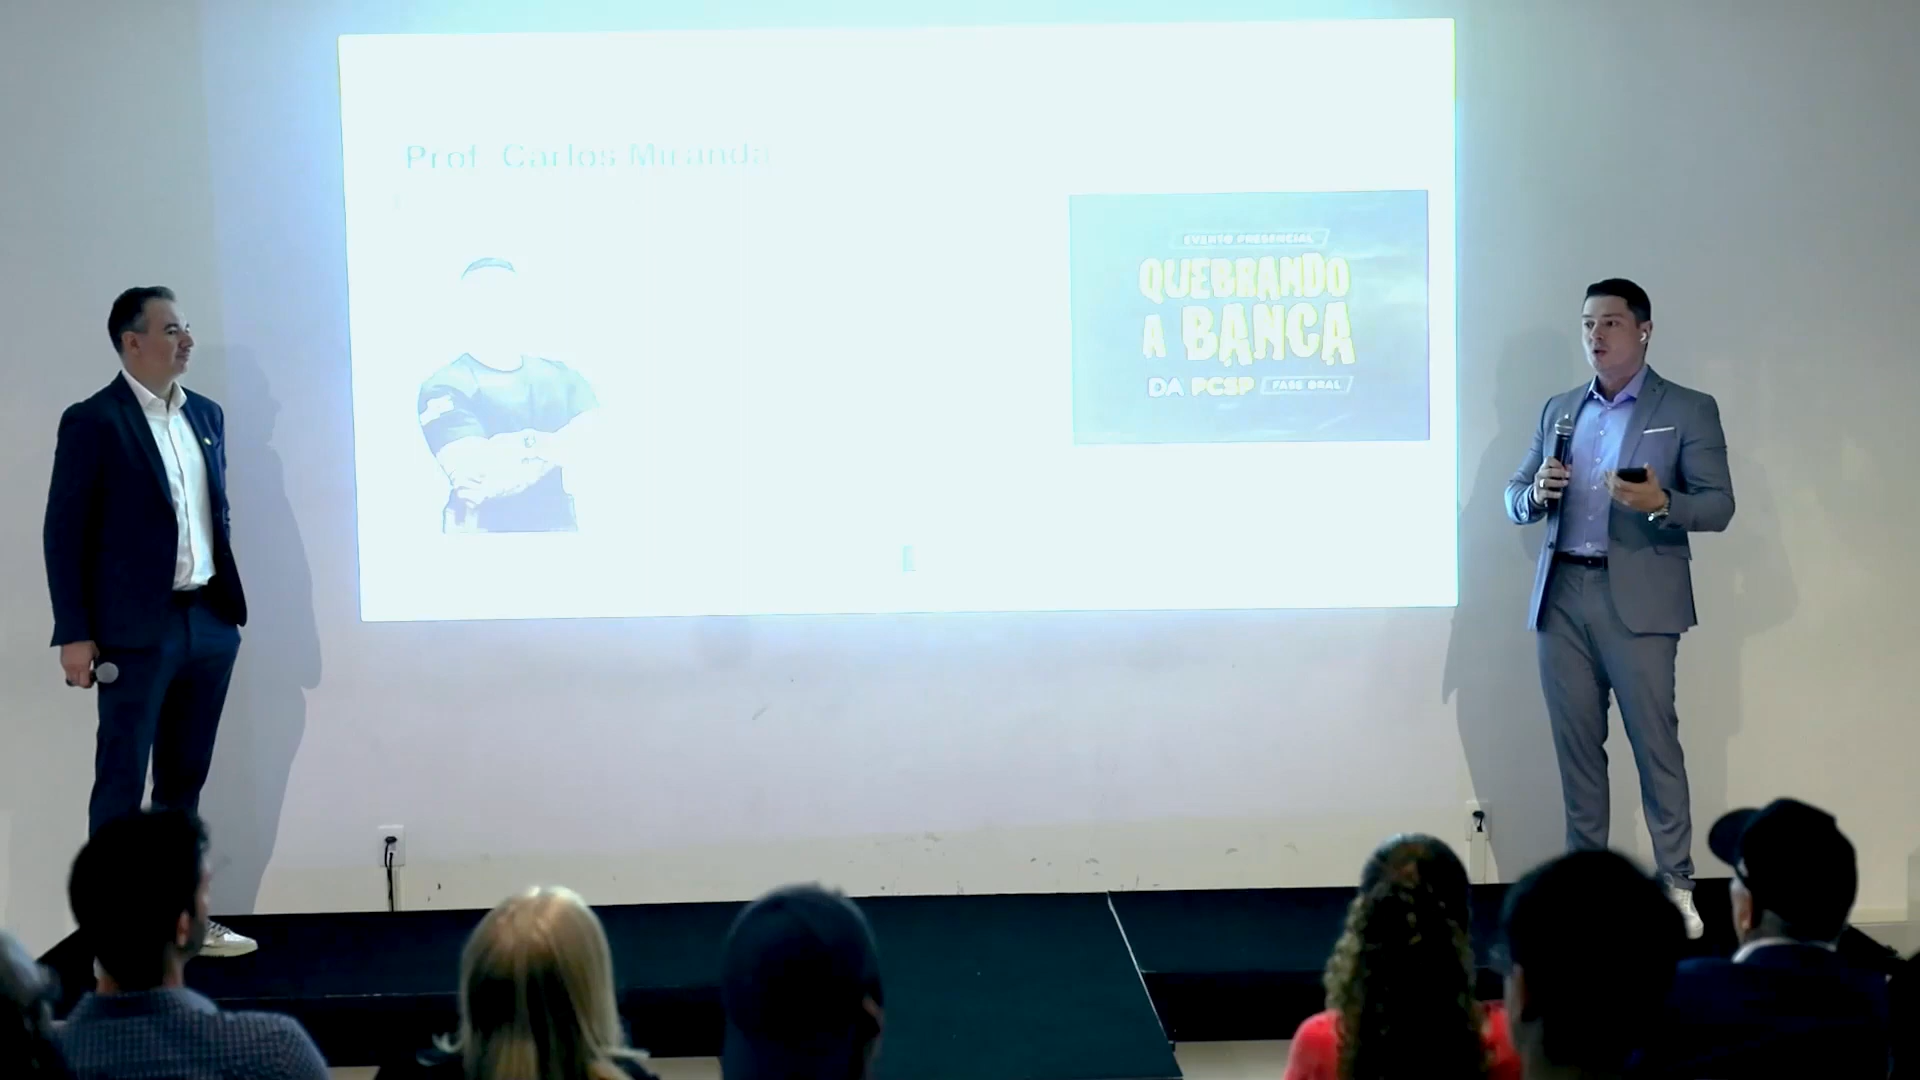 Prof. Carlos Miranda
EVENTO PRESENCIAL
QUEBRANDO
A BANCA
DA PCSP FASE ORAL